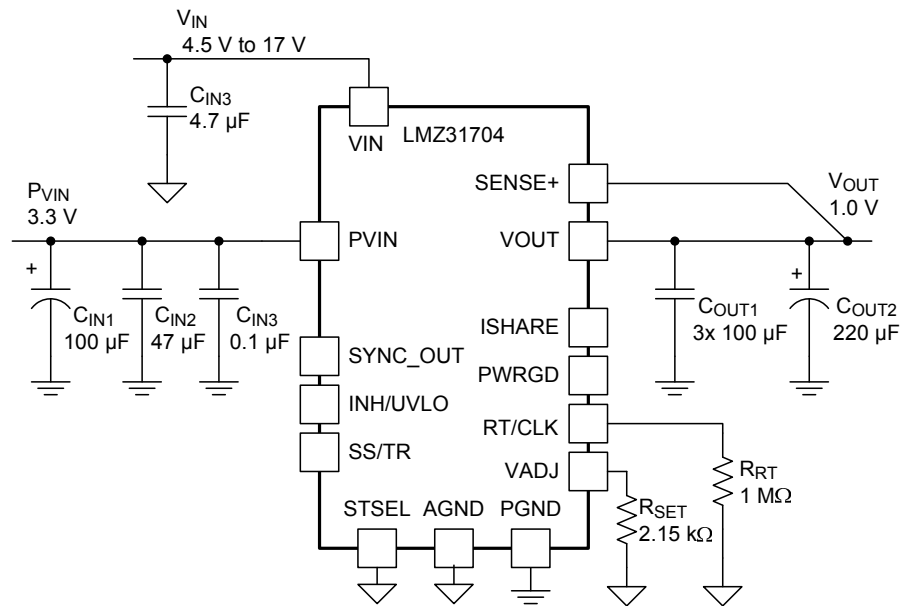 VIN
4.5 V to 17 V
CIN3
4.7 µF
VIN
LMZ31704
SENSE+
VOUT
1.0 V
PVIN
3.3 V
PVIN
VOUT
+
CIN1
100 µF
CIN2
47 µF
CIN3
0.1 µF
COUT1
3x 100 µF
+
COUT2
220 µF
ISHARE
SYNC_OUT
PWRGD
INH/UVLO
RT/CLK
SS/TR
VADJ
RRT
1 MΩ
RSET
2.15 kΩ
STSEL
AGND
PGND